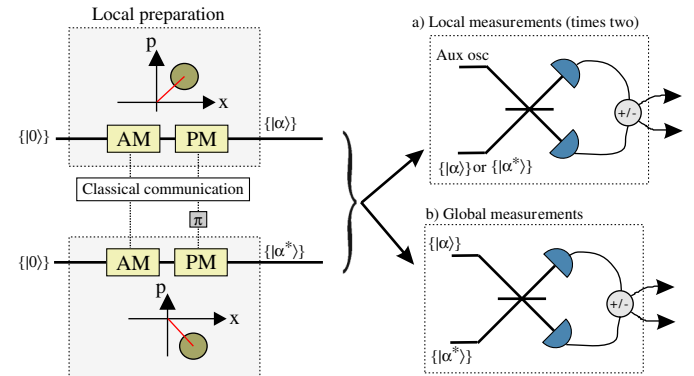 Local preparation
p
x
{|0⟩}
AM
PM
{|α⟩}
Classical communication
π
{|0⟩}
AM
PM
{|α*⟩}
p
x
a) Local measurements (times two)
Aux osc
+/-
{|α⟩} or {|α*⟩}
b) Global measurements
{|α⟩}
+/-
{|α*⟩}